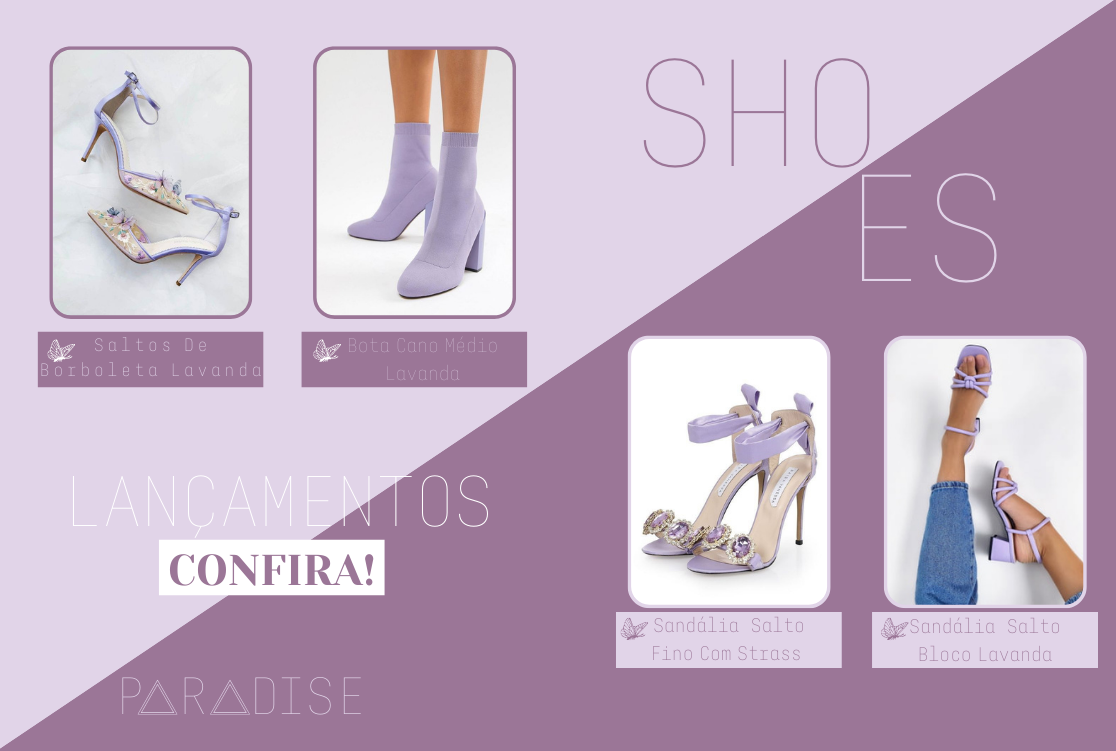 SHO
ES
Saltos De
Borboleta Lavanda
Bota Cano Médio
Lavanda
LANÇAMENTOS
CONFIRA!
PARADISE
Sandália Salto
Fino Com Strass
Sandália Salto
Bloco Lavanda